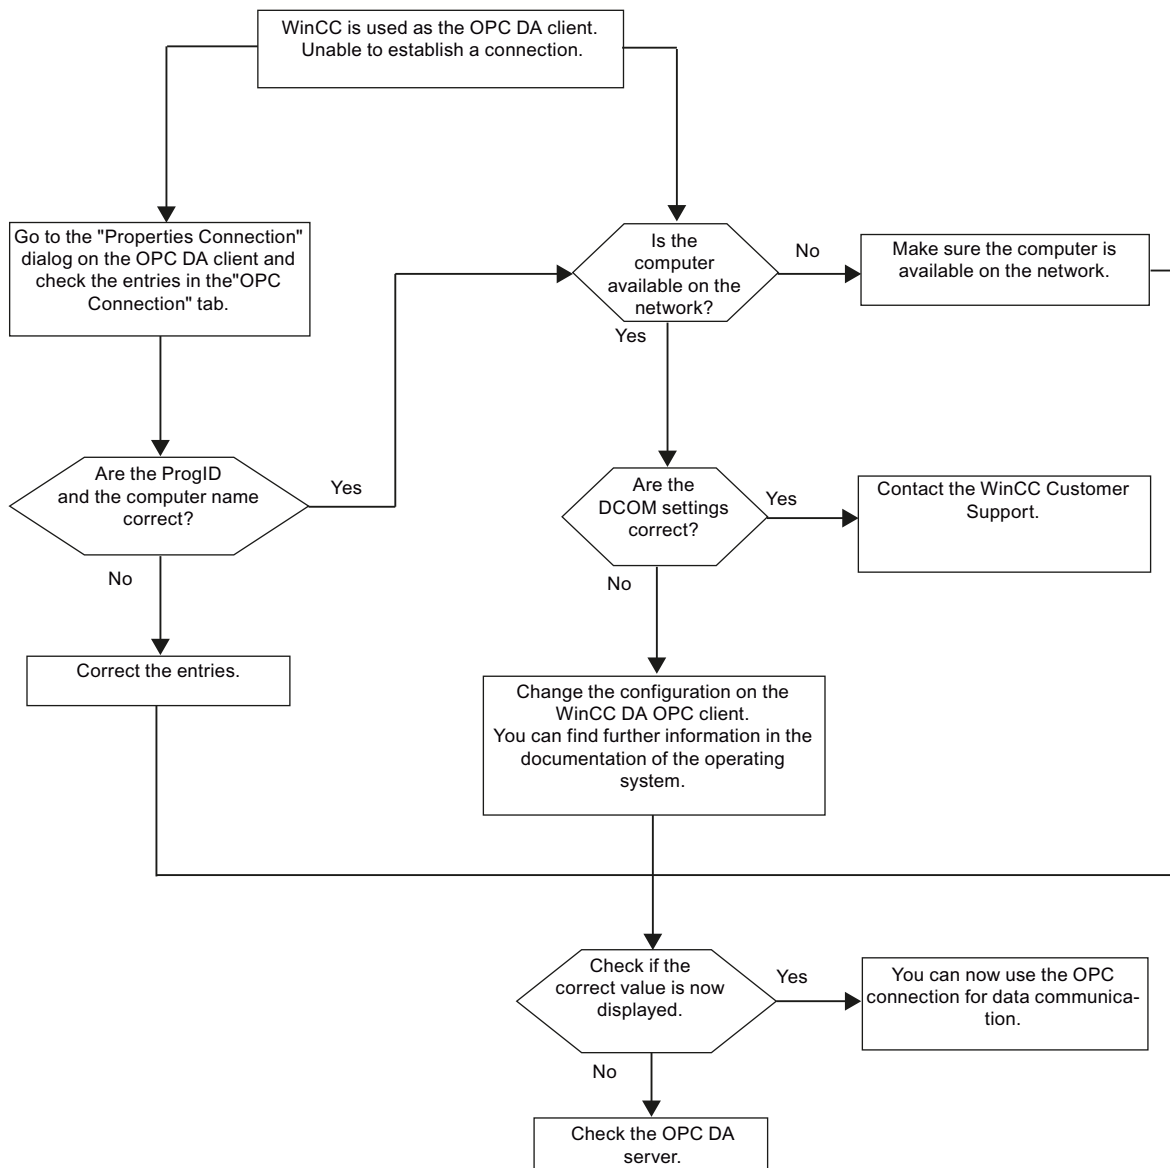 WinCC is used as the OPC DA client.
Unable to establish a connection.
Go to the "Properties Connection"
dialog on the OPC DA client and
check the entries in the"OPC
Connection" tab.
Is the
computer
available on the
network?
No
Make sure the computer is
available on the network.
Yes
Are the ProgID
and the computer name
correct?
Yes
Are the
DCOM settings
correct?
Yes
Contact the WinCC Customer
Support.
No
No
Correct the entries.
Change the configuration on the
WinCC DA OPC client.
You can find further information in the
documentation of the operating
system.
Check if the
correct value is now
displayed.
Yes
You can now use the OPC
connection for data communica-
tion.
No
Check the OPC DA
server.